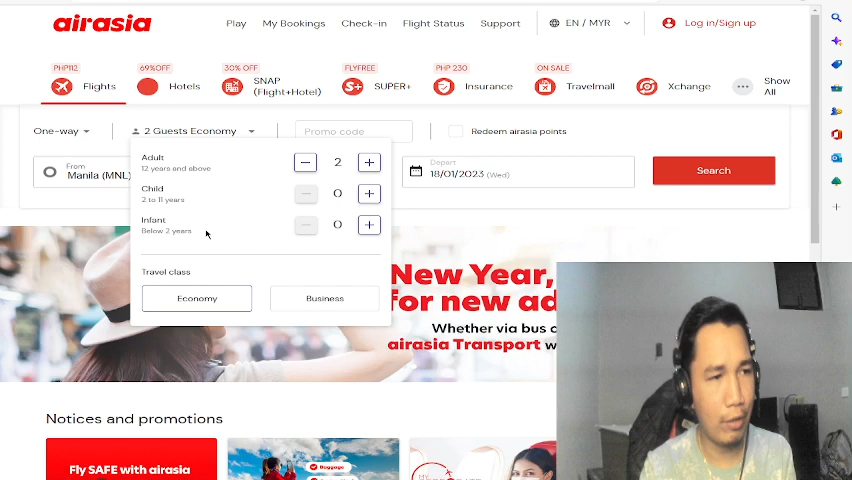 airasia
Play
My Bookings
Check-in
Flight Status
Support
EN / MYR
Log in/Sign up
PHP112
69%OFF
30% OFF
FLYFREE
PHP 230
ON SALE
Flights
Hotels
SNAP
(Flight+Hotel)
S+
SUPER+
Insurance
Travelmall
Xchange
Show
All
One-way
2 Guests Economy
Promo code
Redeem airasia points
From
Manila (MNL)
Depart
18/01/2023 (Wed)
Search
Adult
12 years and above
2
Child
2 to 11 years
0
Infant
Below 2 years
0
Travel class
Economy
Business
New Year,
for new ad
Whether via bus o
airasia Transport w
Notices and promotions
Fly SAFE with airasia
Baggage